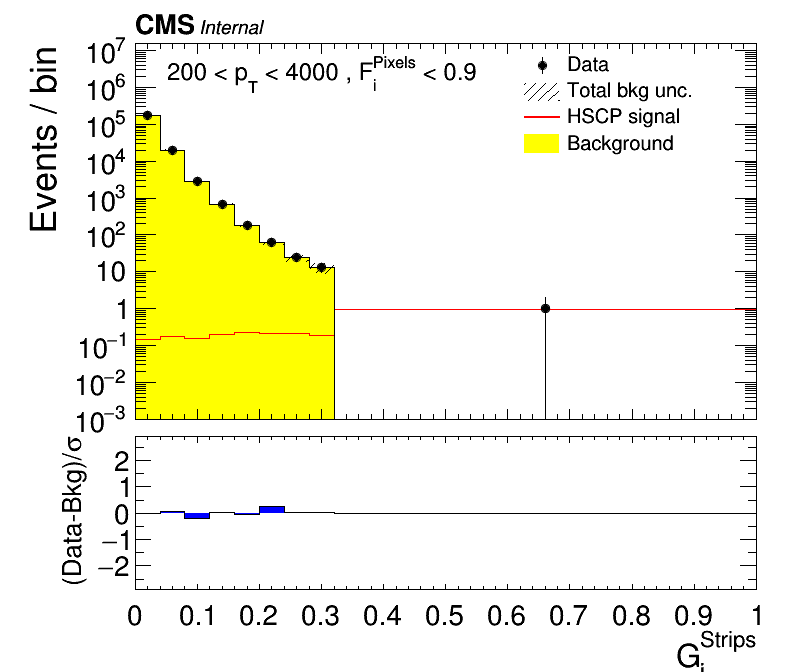 CMS Internal
200 < p_T < 4000 , F_i^Pixels < 0.9
Data
Total bkg unc.
HSCP signal
Background
Events / bin
10^7
10^6
10^5
10^4
10^3
10^2
10
1
10^−1
10^−2
10^−3
(Data-Bkg)/σ
2
1
0
−1
−2
0 0.1 0.2 0.3 0.4 0.5 0.6 0.7 0.8 0.9 1
G_i^Strips